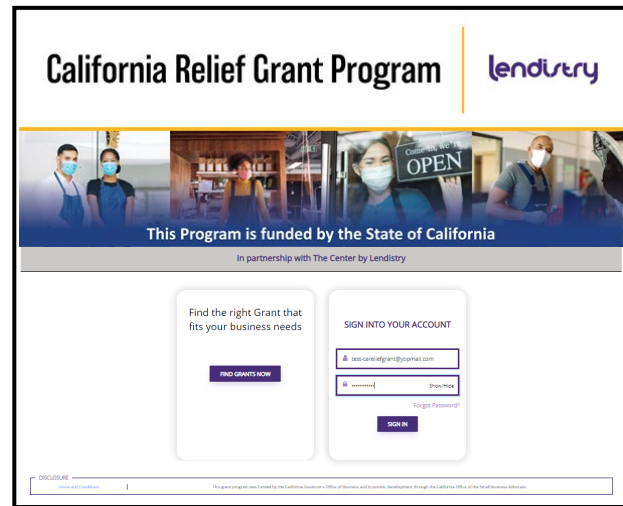 California Relief Grant Program
lendistry
Come in, we're
OPEN
This Program is funded by the State of California
In partnership with The Center by Lendistry
Find the right Grant that
fits your business needs
FIND GRANTS NOW
SIGN INTO YOUR ACCOUNT
test-careliefgrant@yopmail.com
Show/Hide
Forgot Password?
SIGN IN
DISCLOSURE
Terms and Conditions
This grant program was funded by the California Governor's Office of Business and Economic Development through the California Office of the Small Business Advocate.